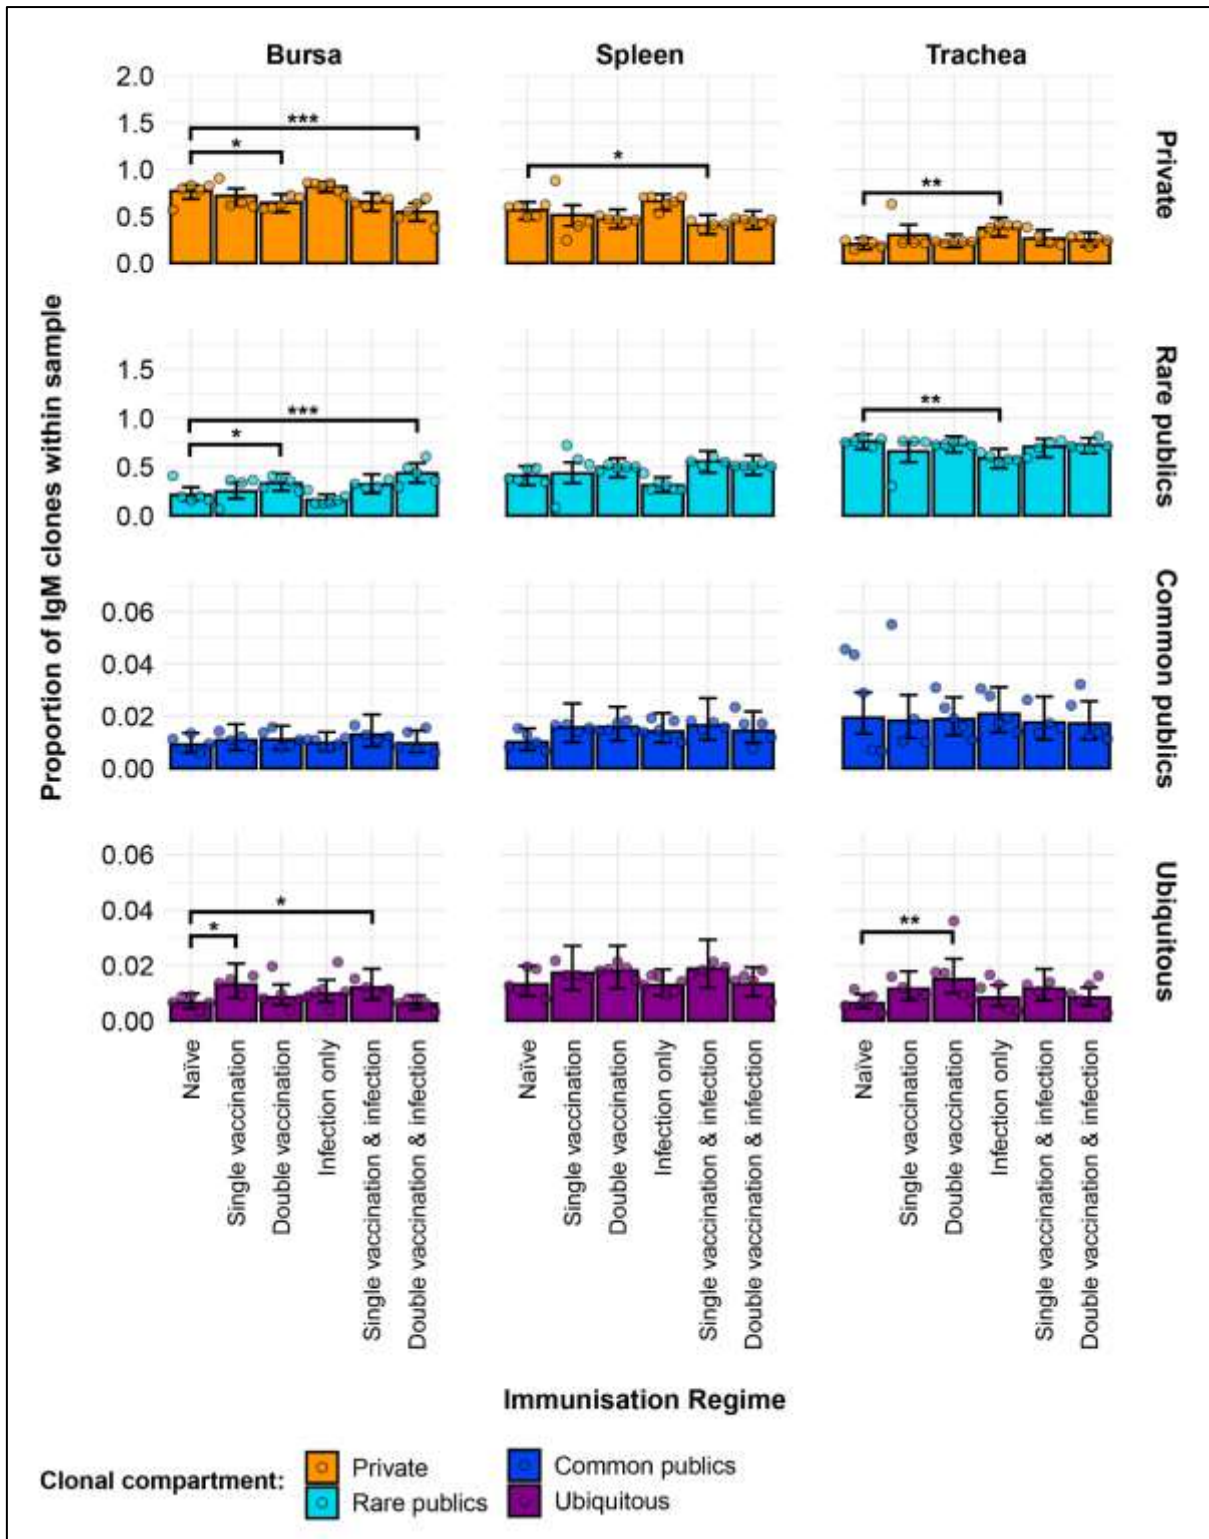 Bursa Spleen Trachea
2.0
1.5
1.0
0.5
0.0
*** * * **
Private
1.5
1.0
0.5
0.0
*** * **
Rare publics
Proportion of IgM clones within sample
0.06
0.04
0.02
0.00
Common publics
0.06
0.04
0.02
0.00
* * **
Ubiquitous
Naïve
Single vaccination
Double vaccination
Infection only
Single vaccination & infection
Double vaccination & infection
Naïve
Single vaccination
Double vaccination
Infection only
Single vaccination & infection
Double vaccination & infection
Naïve
Single vaccination
Double vaccination
Infection only
Single vaccination & infection
Double vaccination & infection
Immunisation Regime
Clonal compartment:
Private Common publics
Rare publics Ubiquitous